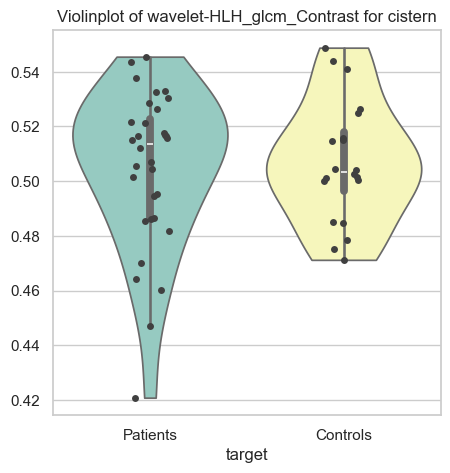 Violinplot of wavelet-HLH_glcm_Contrast for cistern
0.54
0.52
0.50
0.48
0.46
0.44
0.42
Patients
Controls
target